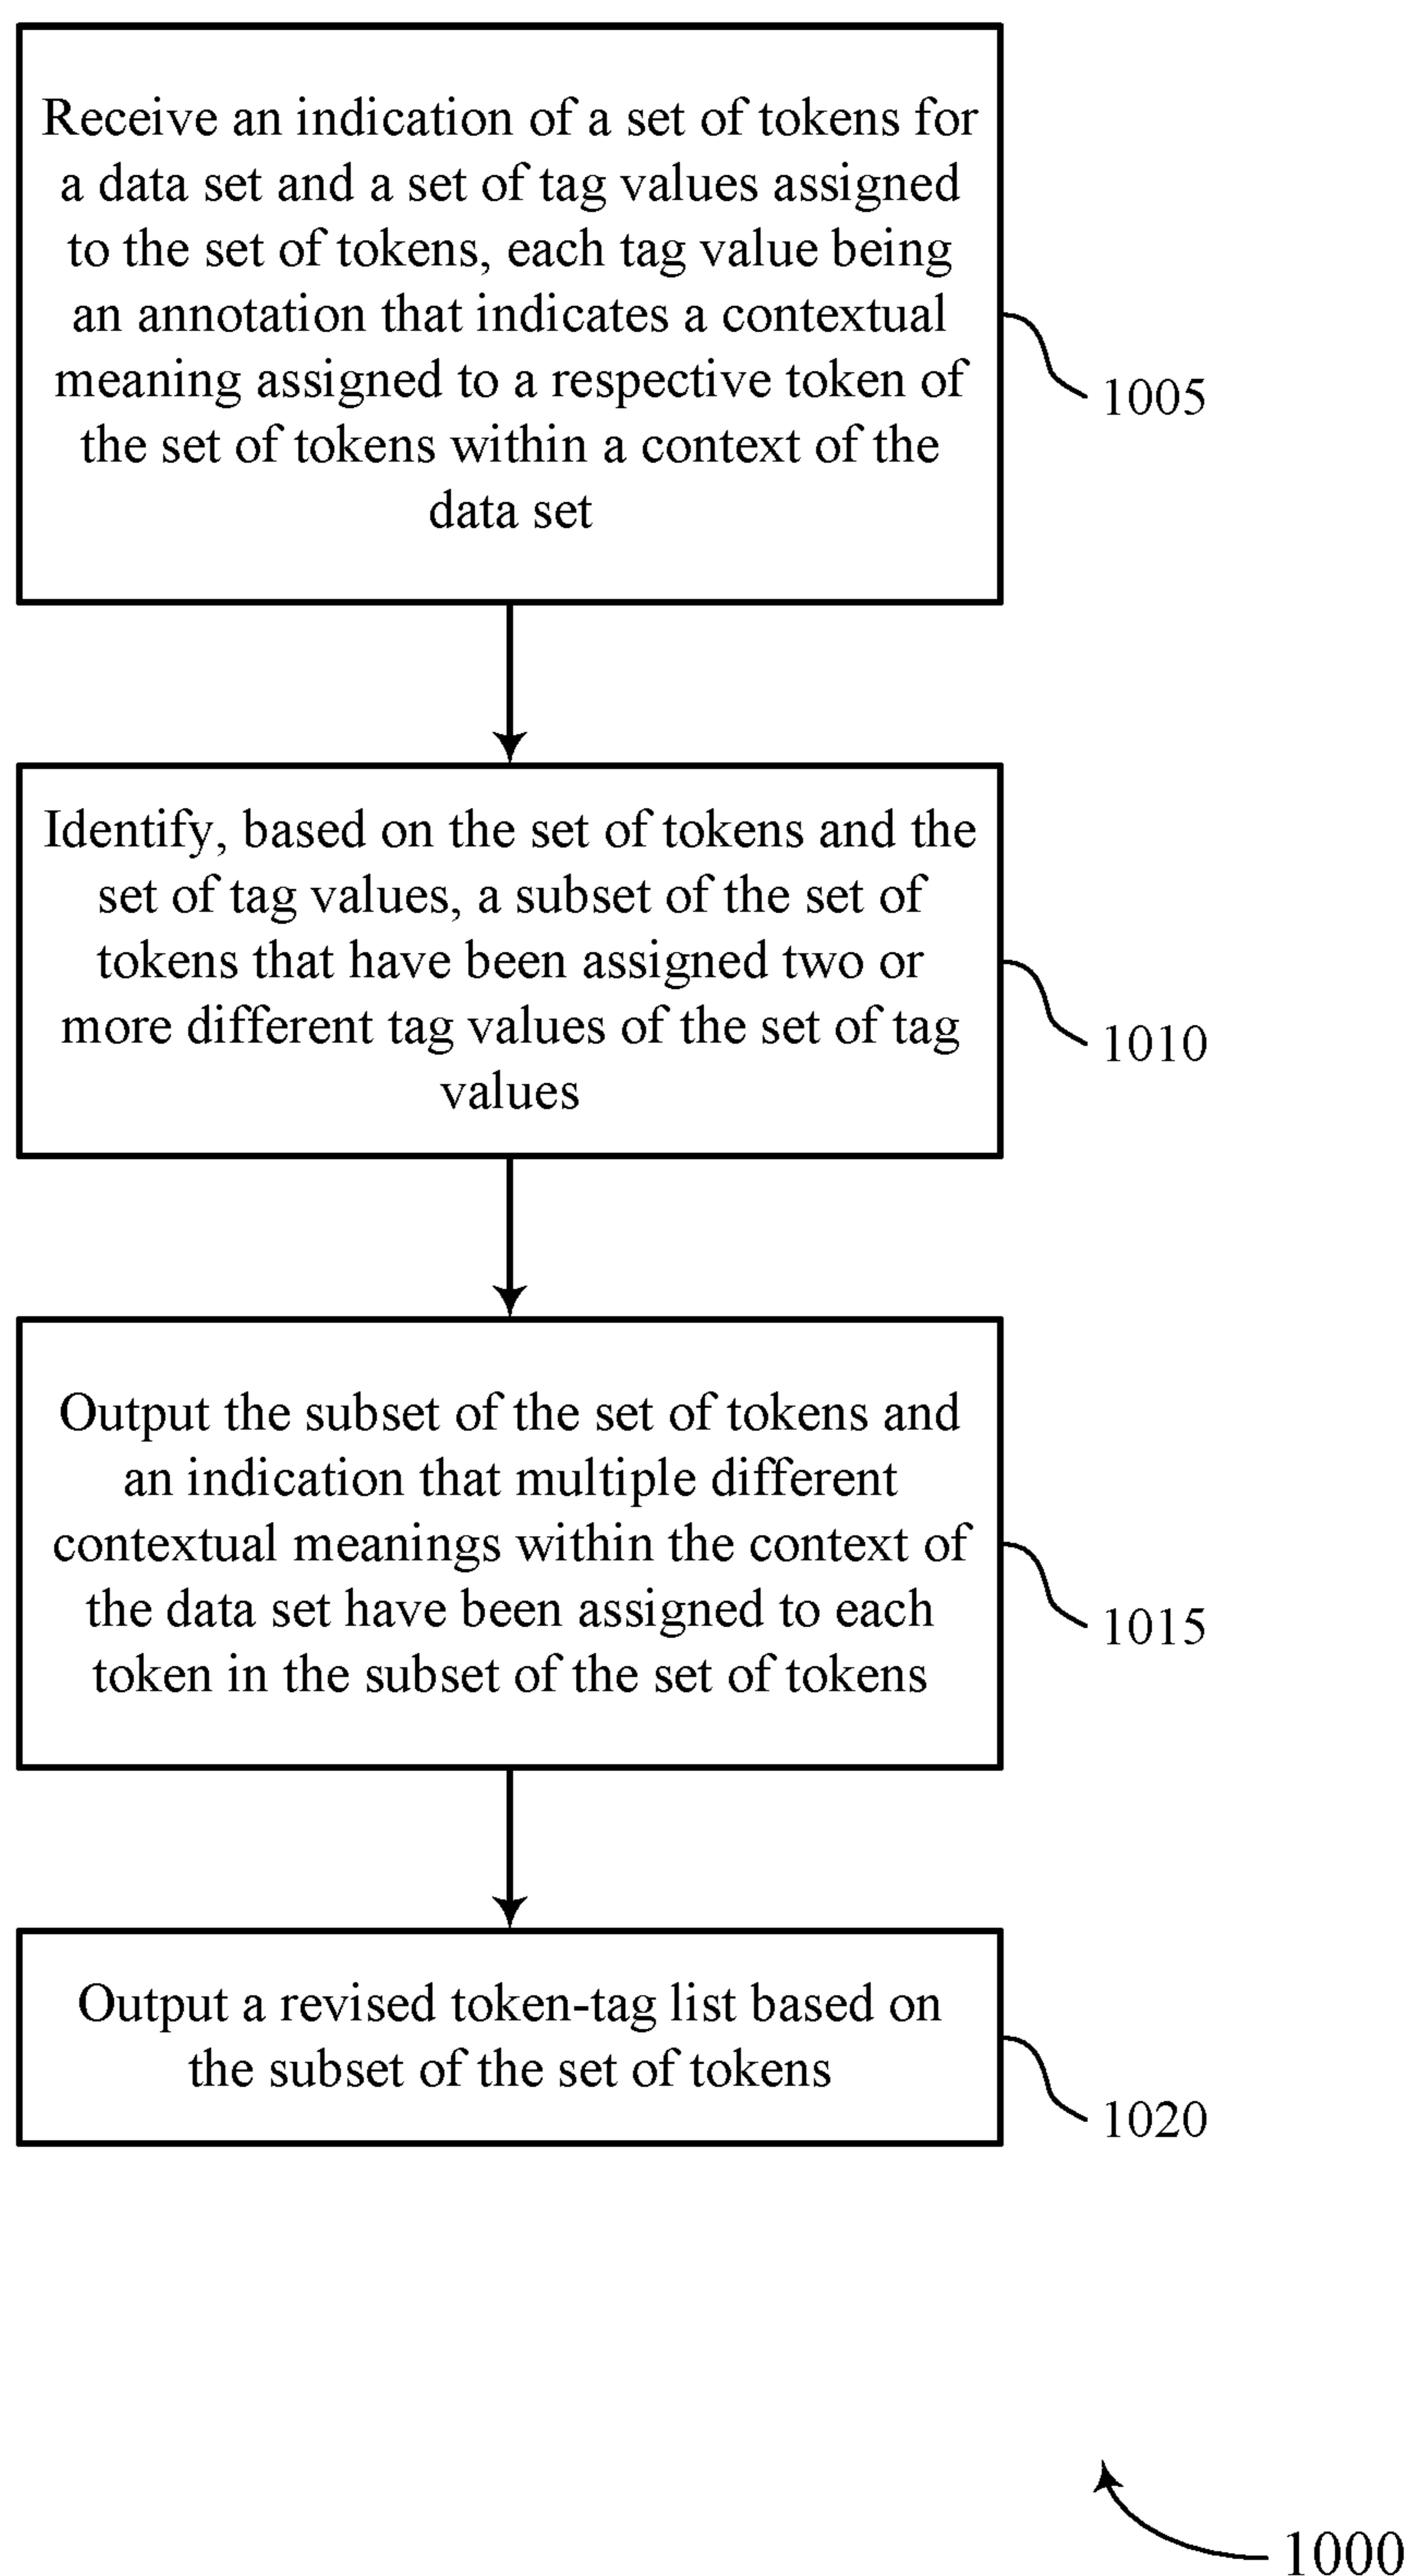 Receive an indication of a set of tokens for
a data set and a set of tag values assigned
to the set of tokens, each tag value being
an annotation that indicates a contextual
meaning assigned to a respective token of
the set of tokens within a context of the
data set
1005
Identify, based on the set of tokens and the
set of tag values, a subset of the set of
tokens that have been assigned two or
more different tag values of the set of tag
values
1010
Output the subset of the set of tokens and
an indication that multiple different
contextual meanings within the context of
the data set have been assigned to each
token in the subset of the set of tokens
1015
Output a revised token-tag list based on
the subset of the set of tokens
1020
1000